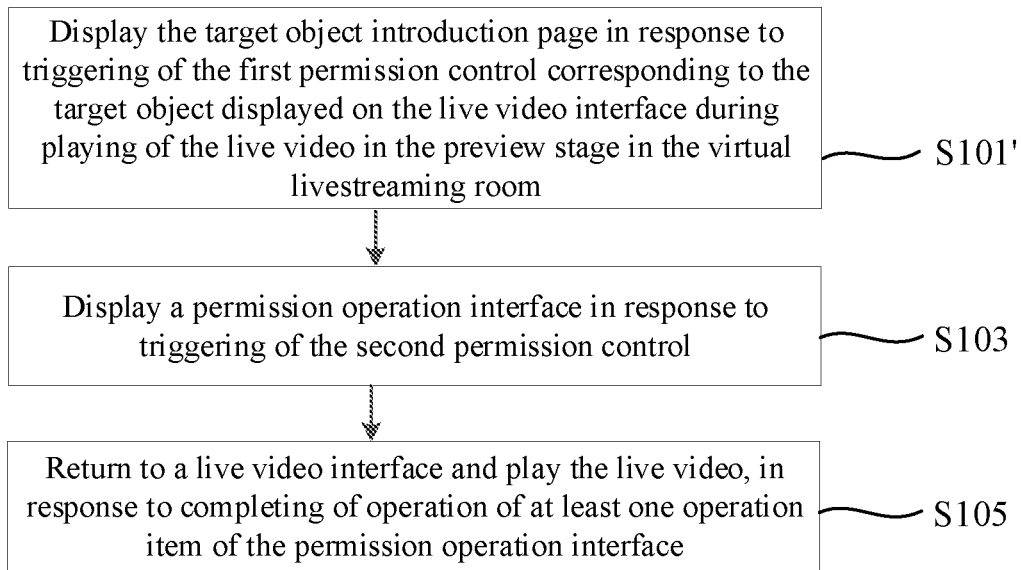 Display the target object introduction page in response to
triggering of the first permission control corresponding to the
target object displayed on the live video interface during
playing of the live video in the preview stage in the virtual
livestreaming room
S101'
Display a permission operation interface in response to
triggering of the second permission control
S103
Return to a live video interface and play the live video, in
response to completing of operation of at least one operation
item of the permission operation interface
S105